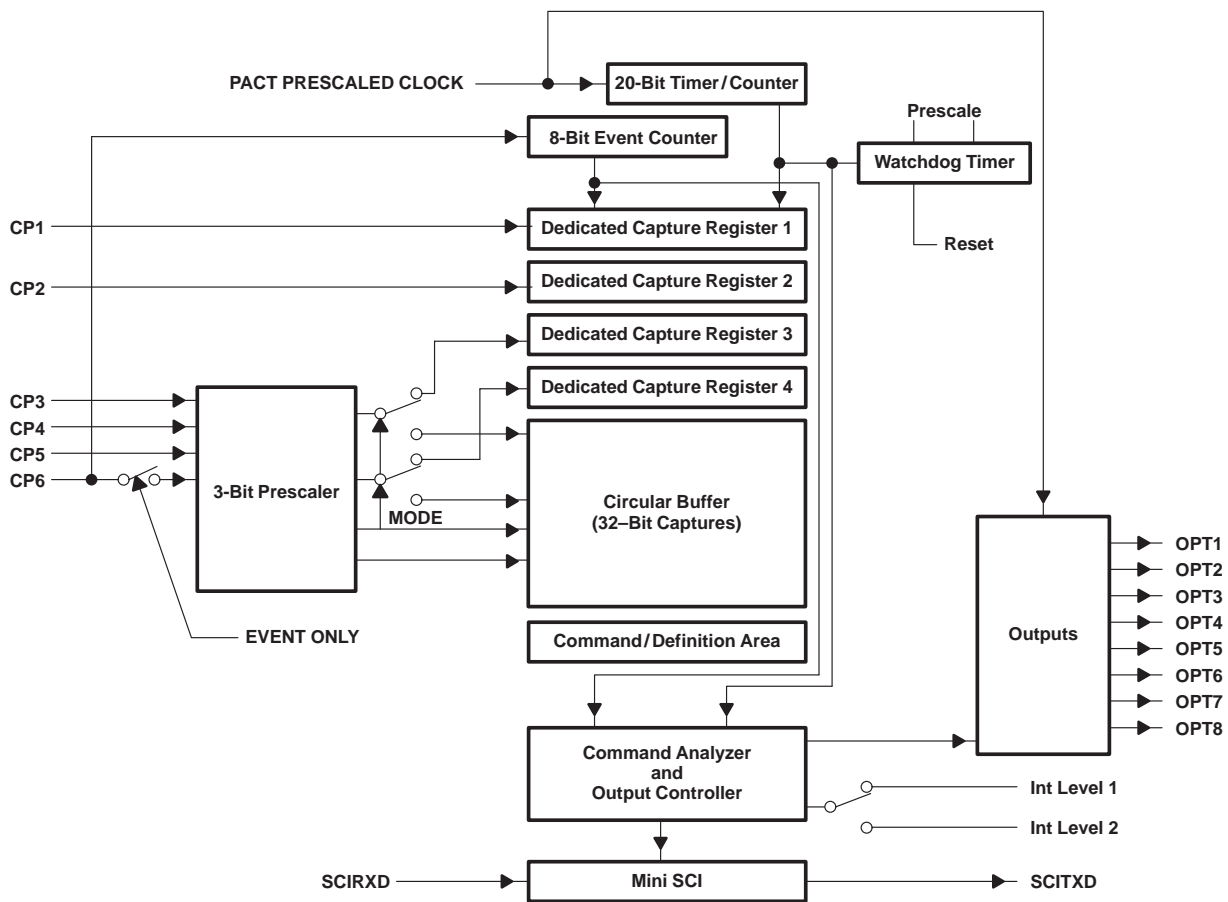 PACT PRESCALED CLOCK
20-Bit Timer/Counter
Prescale
8-Bit Event Counter
Watchdog Timer
CP1
Dedicated Capture Register 1
Reset
CP2
Dedicated Capture Register 2
Dedicated Capture Register 3
Dedicated Capture Register 4
CP3
CP4
CP5
CP6
3-Bit Prescaler
MODE
Circular Buffer
(32–Bit Captures)
EVENT ONLY
Command/Definition Area
Outputs
OPT1
OPT2
OPT3
OPT4
OPT5
OPT6
OPT7
OPT8
Command Analyzer
and
Output Controller
Int Level 1
Int Level 2
SCIRXD
Mini SCI
SCITXD